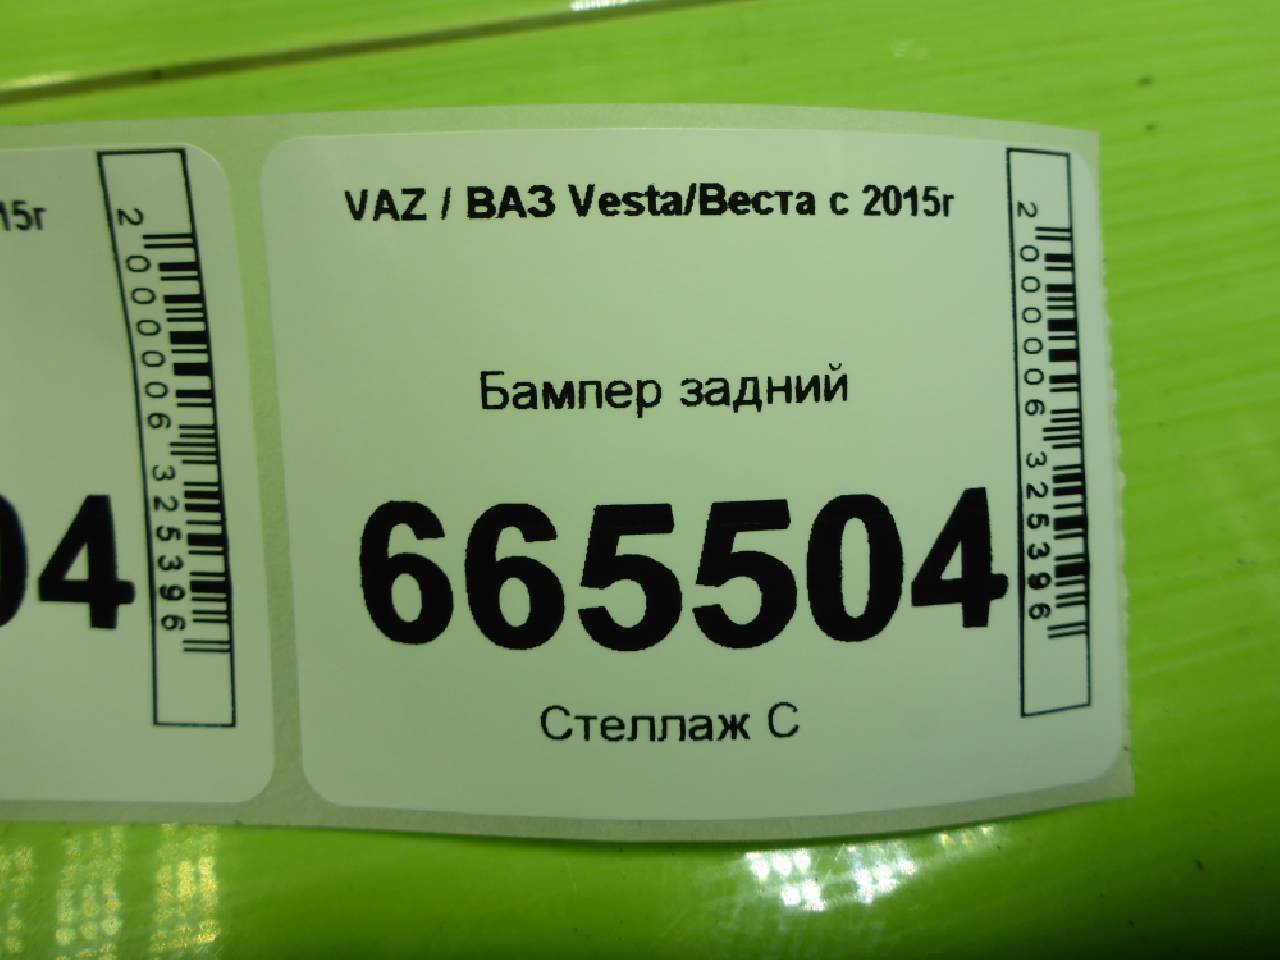 15г
2000006325396
04
VAZ / ВАЗ Vesta/Веста с 2015г
Бампер задний
665504
Стеллаж С
2000006325396